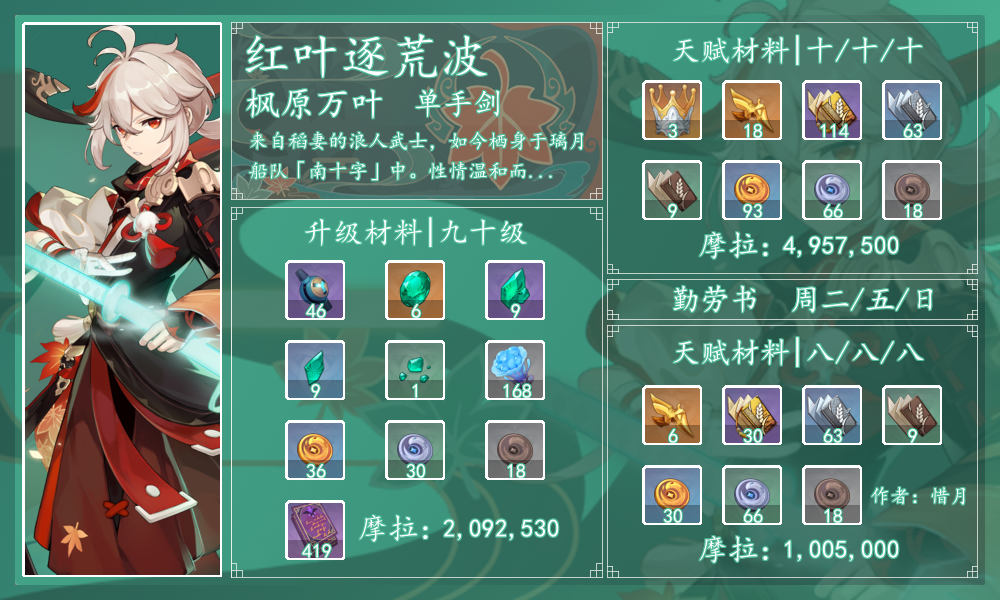 红叶逐荒波
枫原万叶 单手剑
来自稻妻的浪人武士，如今栖身于璃月
船队「南十字」中。性情温和而...
升级材料|九十级
46 6 9
9 1 168
36 30 18
419 摩拉：2,092,530
天赋材料|十/十/十
3 18 114 63
9 93 66 18
摩拉：4,957,500
勤劳书 周二/五/日
天赋材料|八/八/八
6 30 63 9
30 66 18 作者：惜月
摩拉：1,005,000